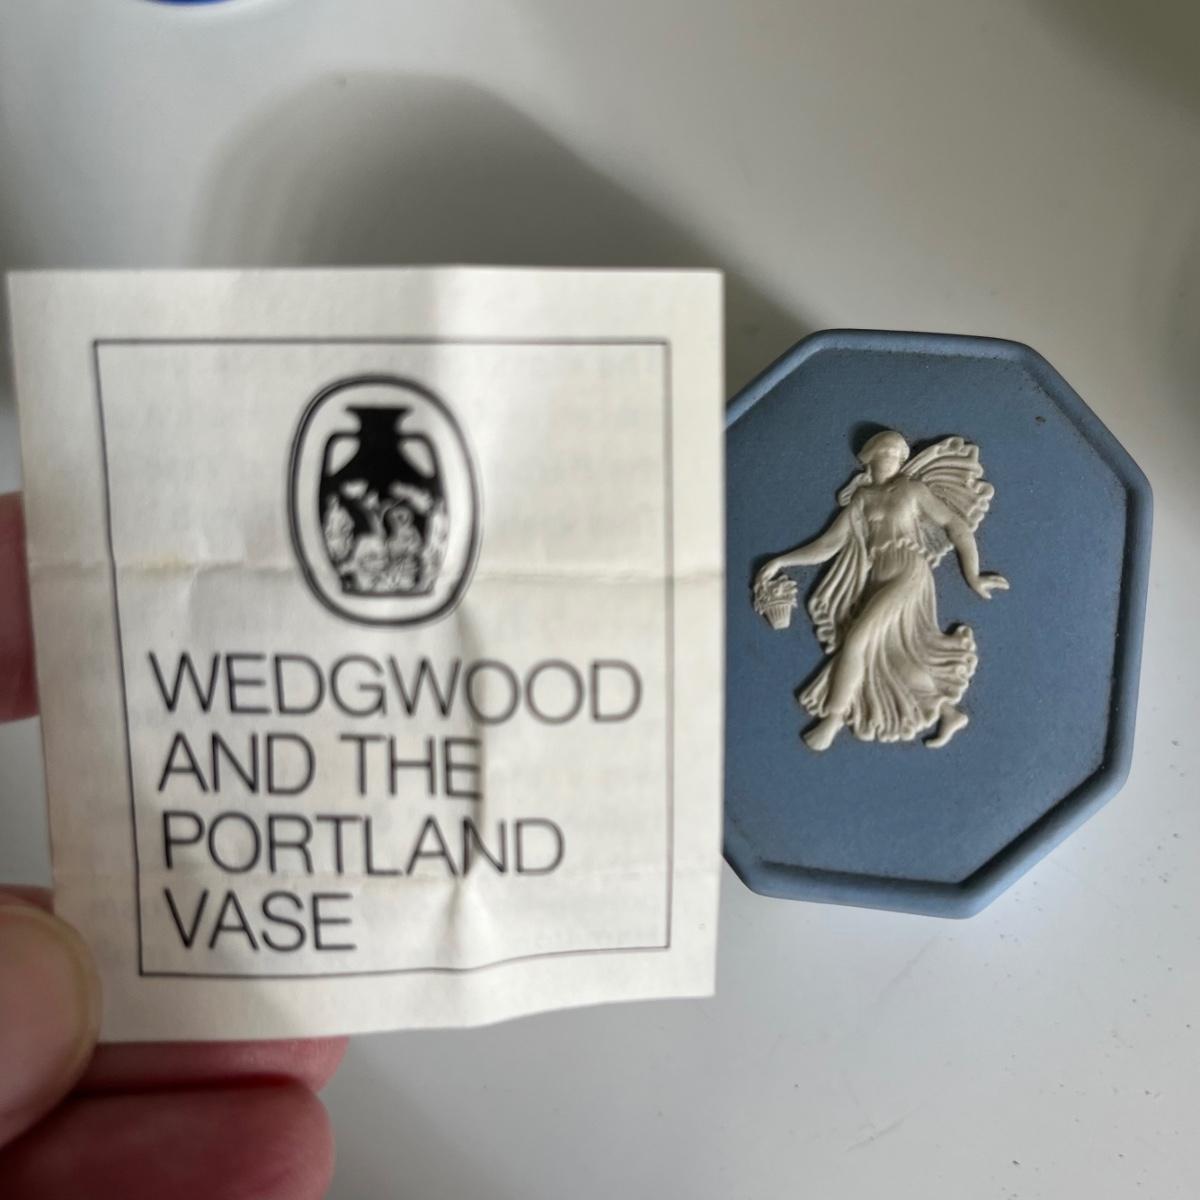 WEDGWOOD
AND THE
PORTLAND
VASE